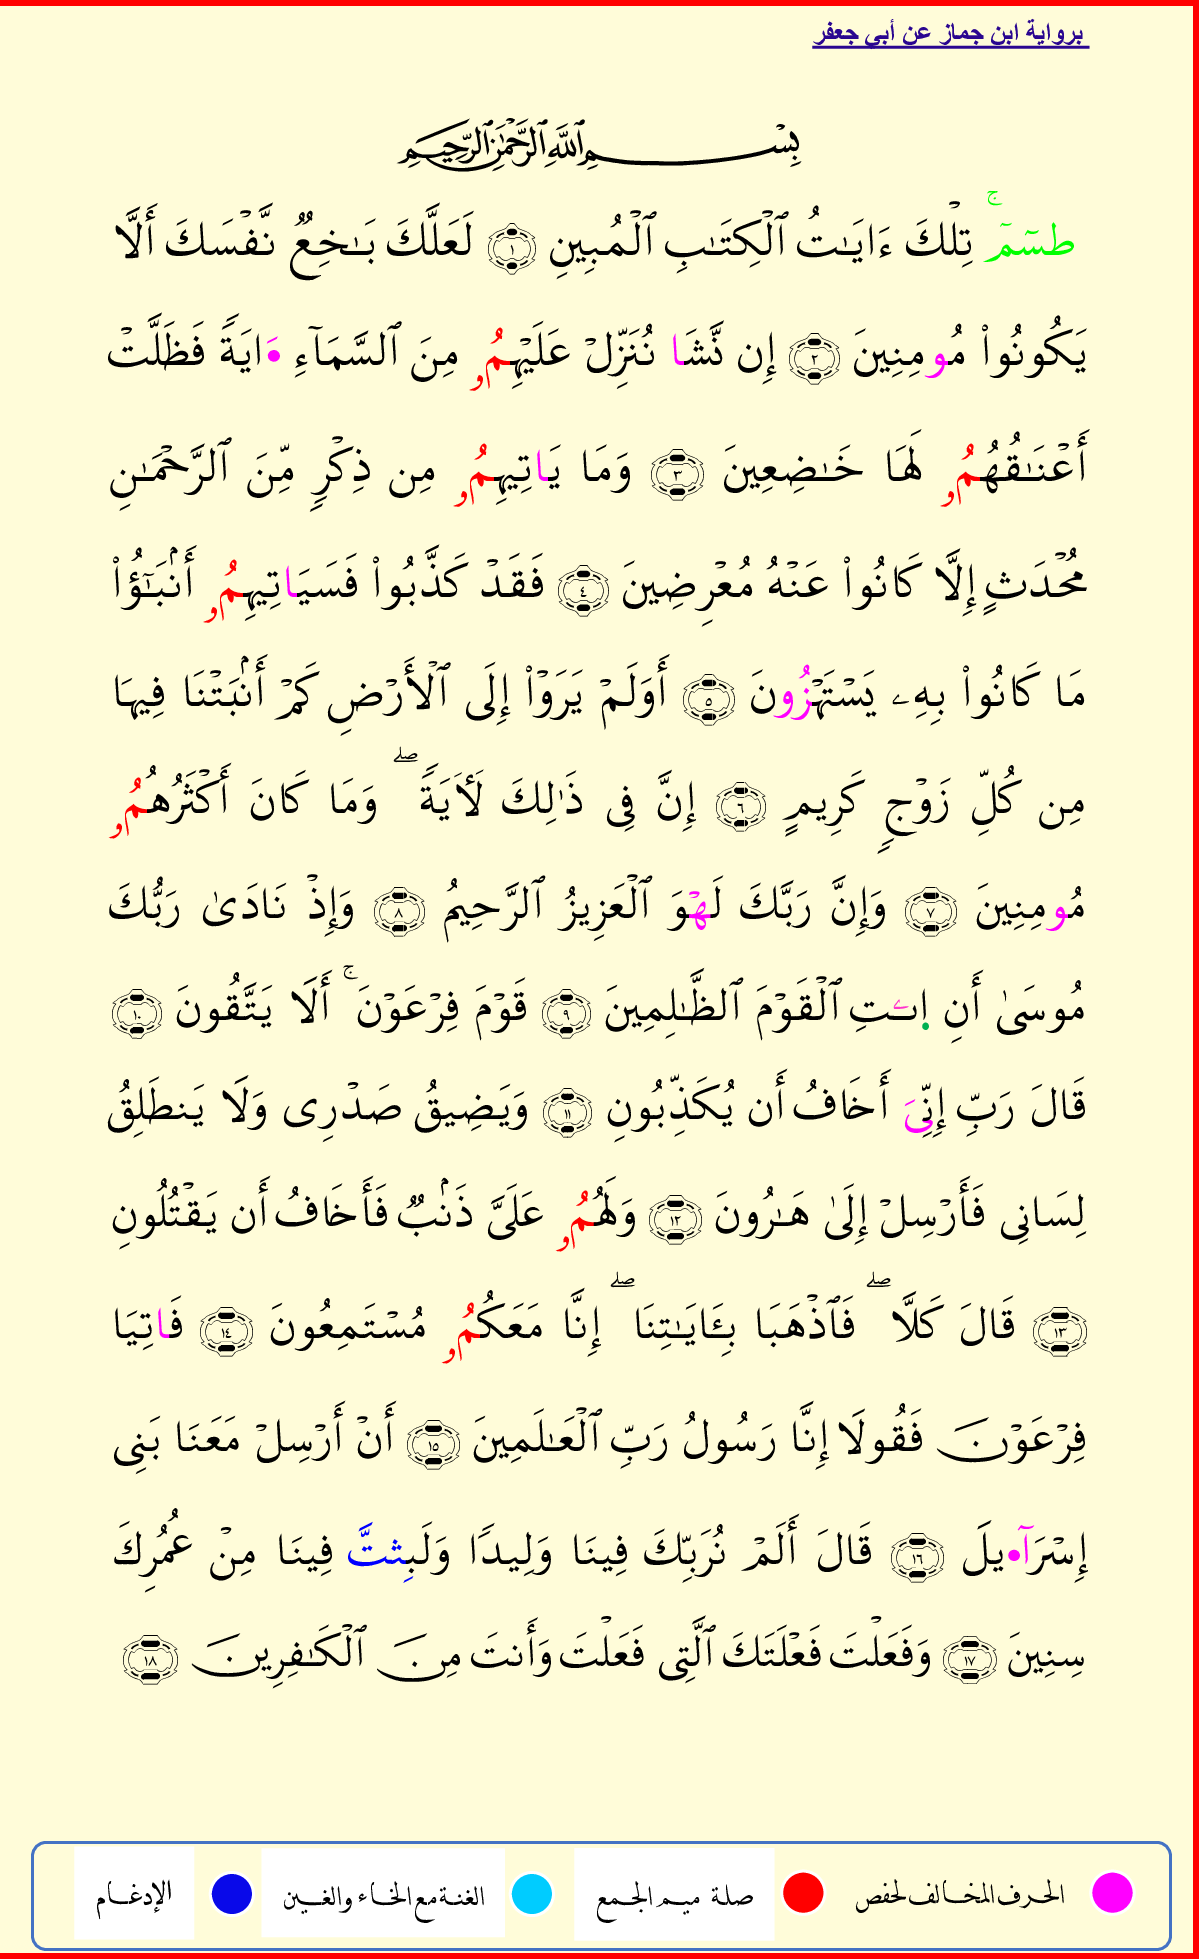 برواية ابن جماز عن أبي جعفر
بِسْمِ ٱللَّهِ ٱلرَّحْمَٰنِ ٱلرَّحِيمِ
طسٓمٓۚ تِلْكَ ءَايَٰتُ ٱلْكِتَٰبِ ٱلْمُبِينِ ١ لَعَلَّكَ بَٰخِعٌ نَّفْسَكَ أَلَّا
يَكُونُوا۟ مُومِنِينَ ٢ إِن نَّشَا نُنَزِّلْ عَلَيْهِمُۥ مِنَ ٱلسَّمَآءِ •َايَةً فَظَلَّتْ
أَعْنَٰقُهُمُۥ لَهَا خَٰضِعِينَ ٣ وَمَا يَاتِيهِمُۥ مِن ذِكْرٍ مِّنَ ٱلرَّحْمَٰنِ
مُحْدَثٍ إِلَّا كَانُوا۟ عَنْهُ مُعْرِضِينَ ٤ فَقَدْ كَذَّبُوا۟ فَسَيَاتِيهِمُۥ أَنۢبَٰٓؤُا۟
مَا كَانُوا۟ بِهِۦ يَسْتَهْزُونَ ٥ أَوَلَمْ يَرَوْا۟ إِلَى ٱلْأَرْضِ كَمْ أَنۢبَتْنَا فِيهَا
مِن كُلِّ زَوْجٍ كَرِيمٍ ٦ إِنَّ فِى ذَٰلِكَ لَأٓيَةًۖ وَمَا كَانَ أَكْثَرُهُمُۥ
مُومِنِينَ ٧ وَإِنَّ رَبَّكَ لَهْوَ ٱلْعَزِيزُ ٱلرَّحِيمُ ٨ وَإِذْ نَادَىٰ رَبُّكَ
مُوسَىٰ أَنِ ٱيتِ ٱلْقَوْمَ ٱلظَّٰلِمِينَ ٩ قَوْمَ فِرْعَوْنَۚ أَلَا يَتَّقُونَ ١٠
قَالَ رَبِّ إِنِّىَ أَخَافُ أَن يُكَذِّبُونِ ١١ وَيَضِيقُ صَدْرِى وَلَا يَنطَلِقُ
لِسَانِى فَأَرْسِلْ إِلَىٰ هَٰرُونَ ١٢ وَلَهُمُۥ عَلَىَّ ذَنۢبٌ فَأَخَافُ أَن يَقْتُلُونِ
١٣ قَالَ كَلَّاۖ فَٱذْهَبَا بِـَٔايَٰتِنَاۖ إِنَّا مَعَكُمُۥ مُسْتَمِعُونَ ١٤ فَاتِيَا
فِرْعَوْنَ فَقُولَا إِنَّا رَسُولُ رَبِّ ٱلْعَٰلَمِينَ ١٥ أَنْ أَرْسِلْ مَعَنَا بَنِى
إِسْرَآ•يلَ ١٦ قَالَ أَلَمْ نُرَبِّكَ فِينَا وَلِيدًا وَلَبِثتَّ فِينَا مِنْ عُمُرِكَ
سِنِينَ ١٧ وَفَعَلْتَ فَعْلَتَكَ ٱلَّتِى فَعَلْتَ وَأَنتَ مِنَ ٱلْكَٰفِرِينَ ١٨
الحرف المخالف لحفص صلة ميم الجمع الغنة مع الخاء والغين الإدغام